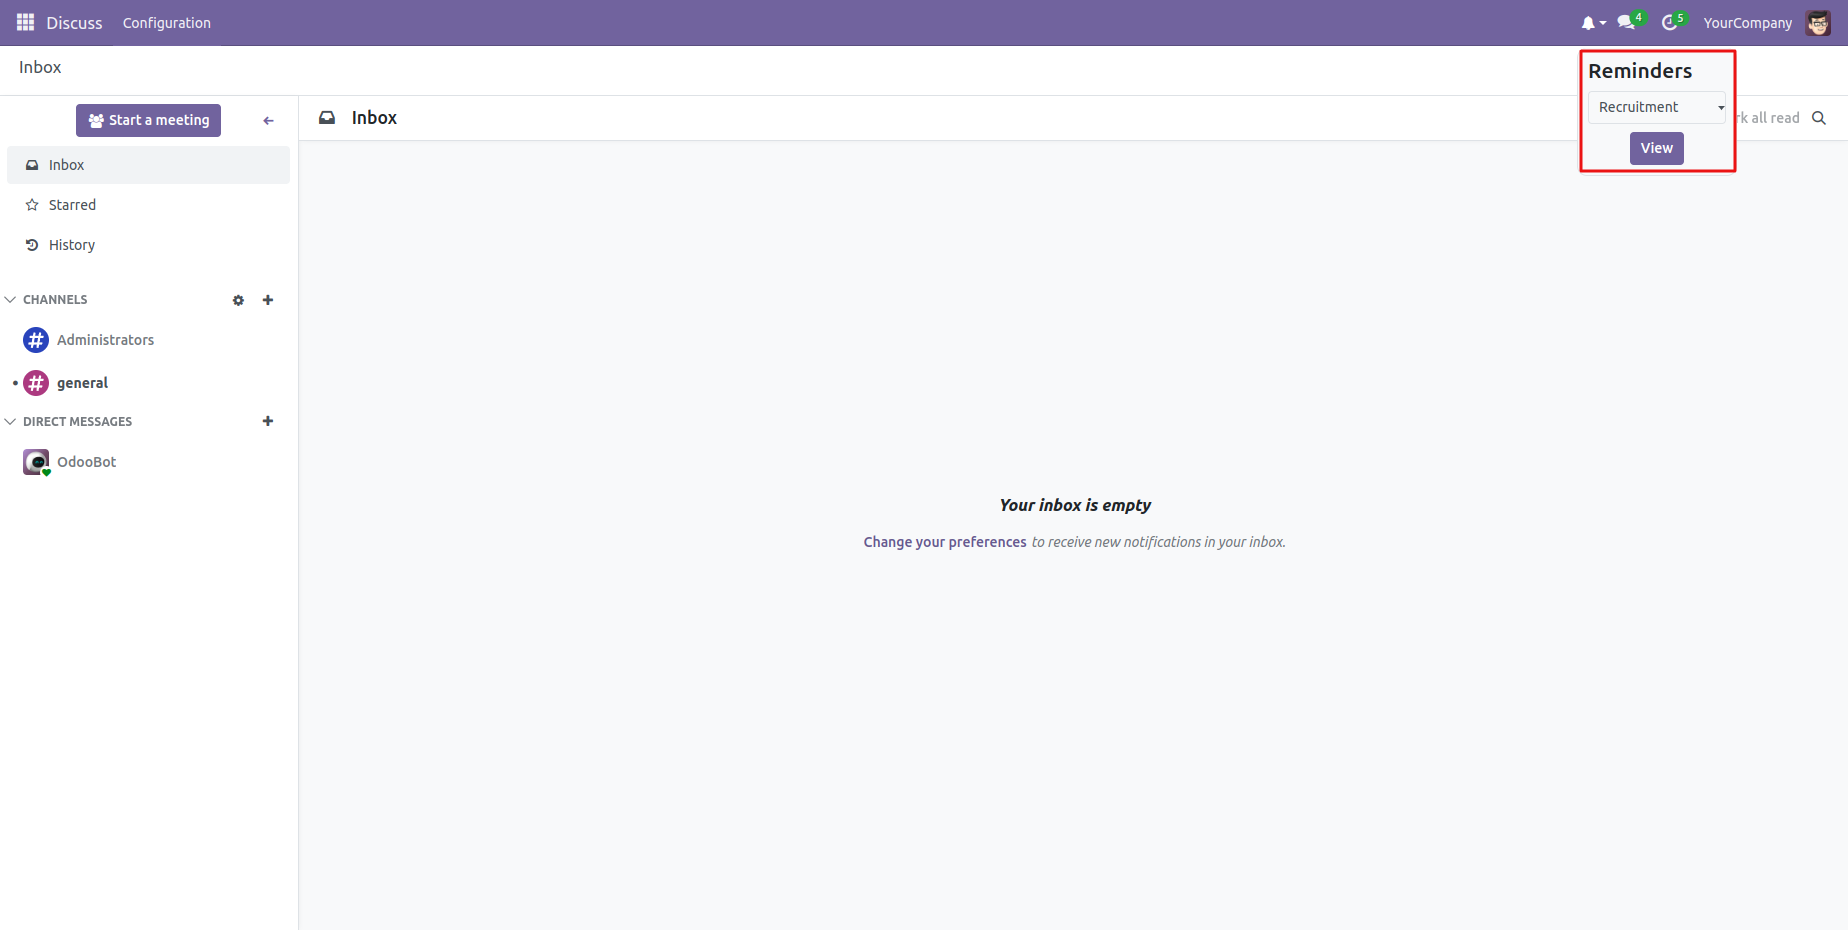 Discuss Configuration 4 5 YourCompany
Inbox
Reminders
Recruitment
View
Start a meeting
Inbox
Starred
History
CHANNELS
Administrators
general
DIRECT MESSAGES
OdooBot
Inbox
all read
Your inbox is empty
Change your preferences to receive new notifications in your inbox.